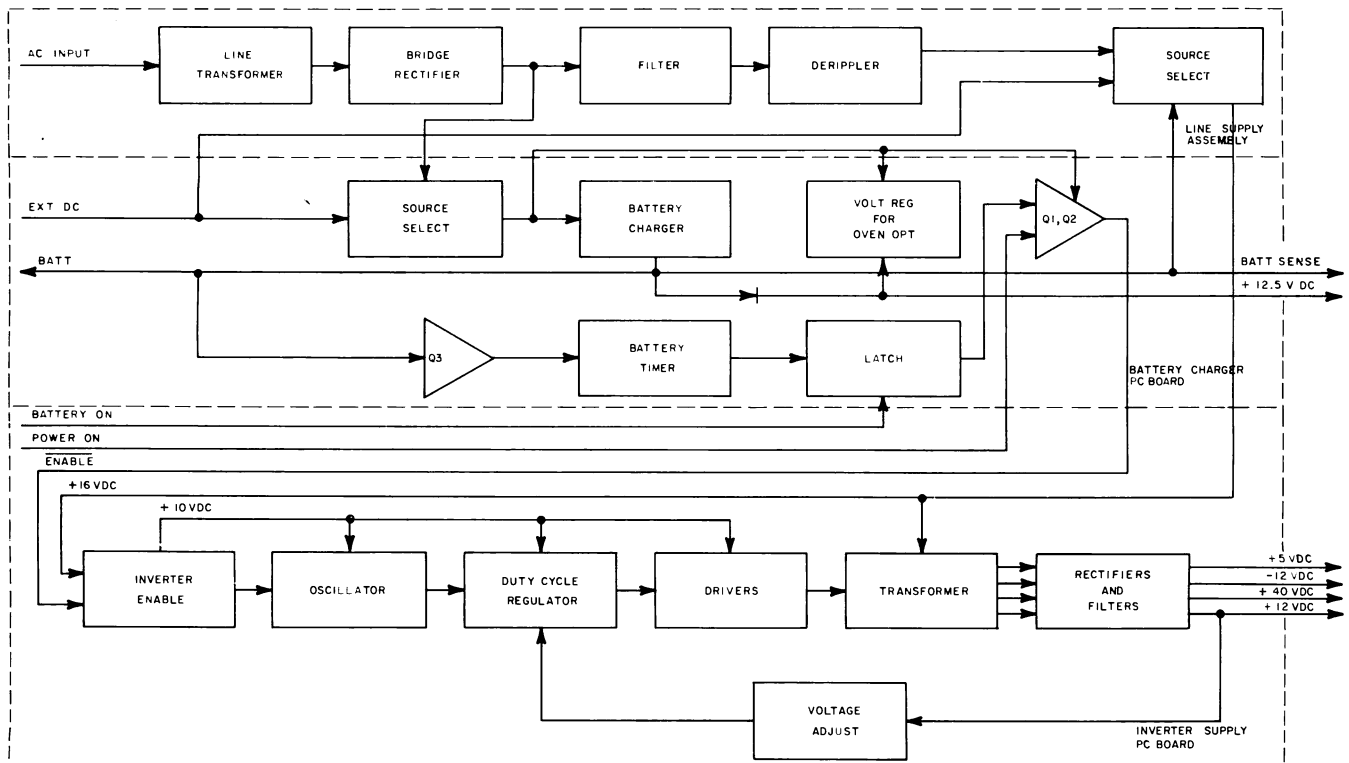 AC INPUT
LINE
TRANSFORMER
BRIDGE
RECTIFIER
FILTER
DERIPPLER
SOURCE
SELECT
LINE SUPPLY
ASSEMBLY
EXT DC
SOURCE
SELECT
BATTERY
CHARGER
VOLT REG
FOR
OVEN OPT
Q1, Q2
BATT
BATT SENSE
+ 12.5 V DC
Q3
BATTERY
TIMER
LATCH
BATTERY CHARGER
PC BOARD
BATTERY ON
POWER ON
ENABLE
+16 VDC
+ 10 VDC
INVERTER
ENABLE
OSCILLATOR
DUTY CYCLE
REGULATOR
DRIVERS
TRANSFORMER
RECTIFIERS
AND
FILTERS
+5 VDC
-12 VDC
+ 40 VDC
+ 12 VDC
VOLTAGE
ADJUST
INVERTER SUPPLY
PC BOARD